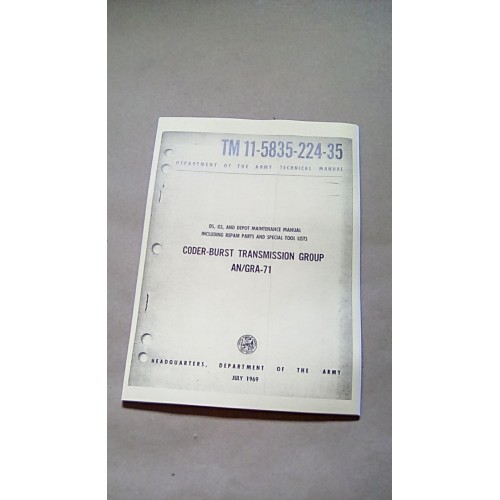 TM 11-5835-224-35
DEPARTMENT OF THE ARMY TECHNICAL MANUAL
DS, GS, AND DEPOT MAINTENANCE MANUAL
INCLUDING REPAIR PARTS AND SPECIAL TOOL LISTS
CODER-BURST TRANSMISSION GROUP
AN/GRA-71
HEADQUARTERS, DEPARTMENT OF THE ARMY
JULY 1969